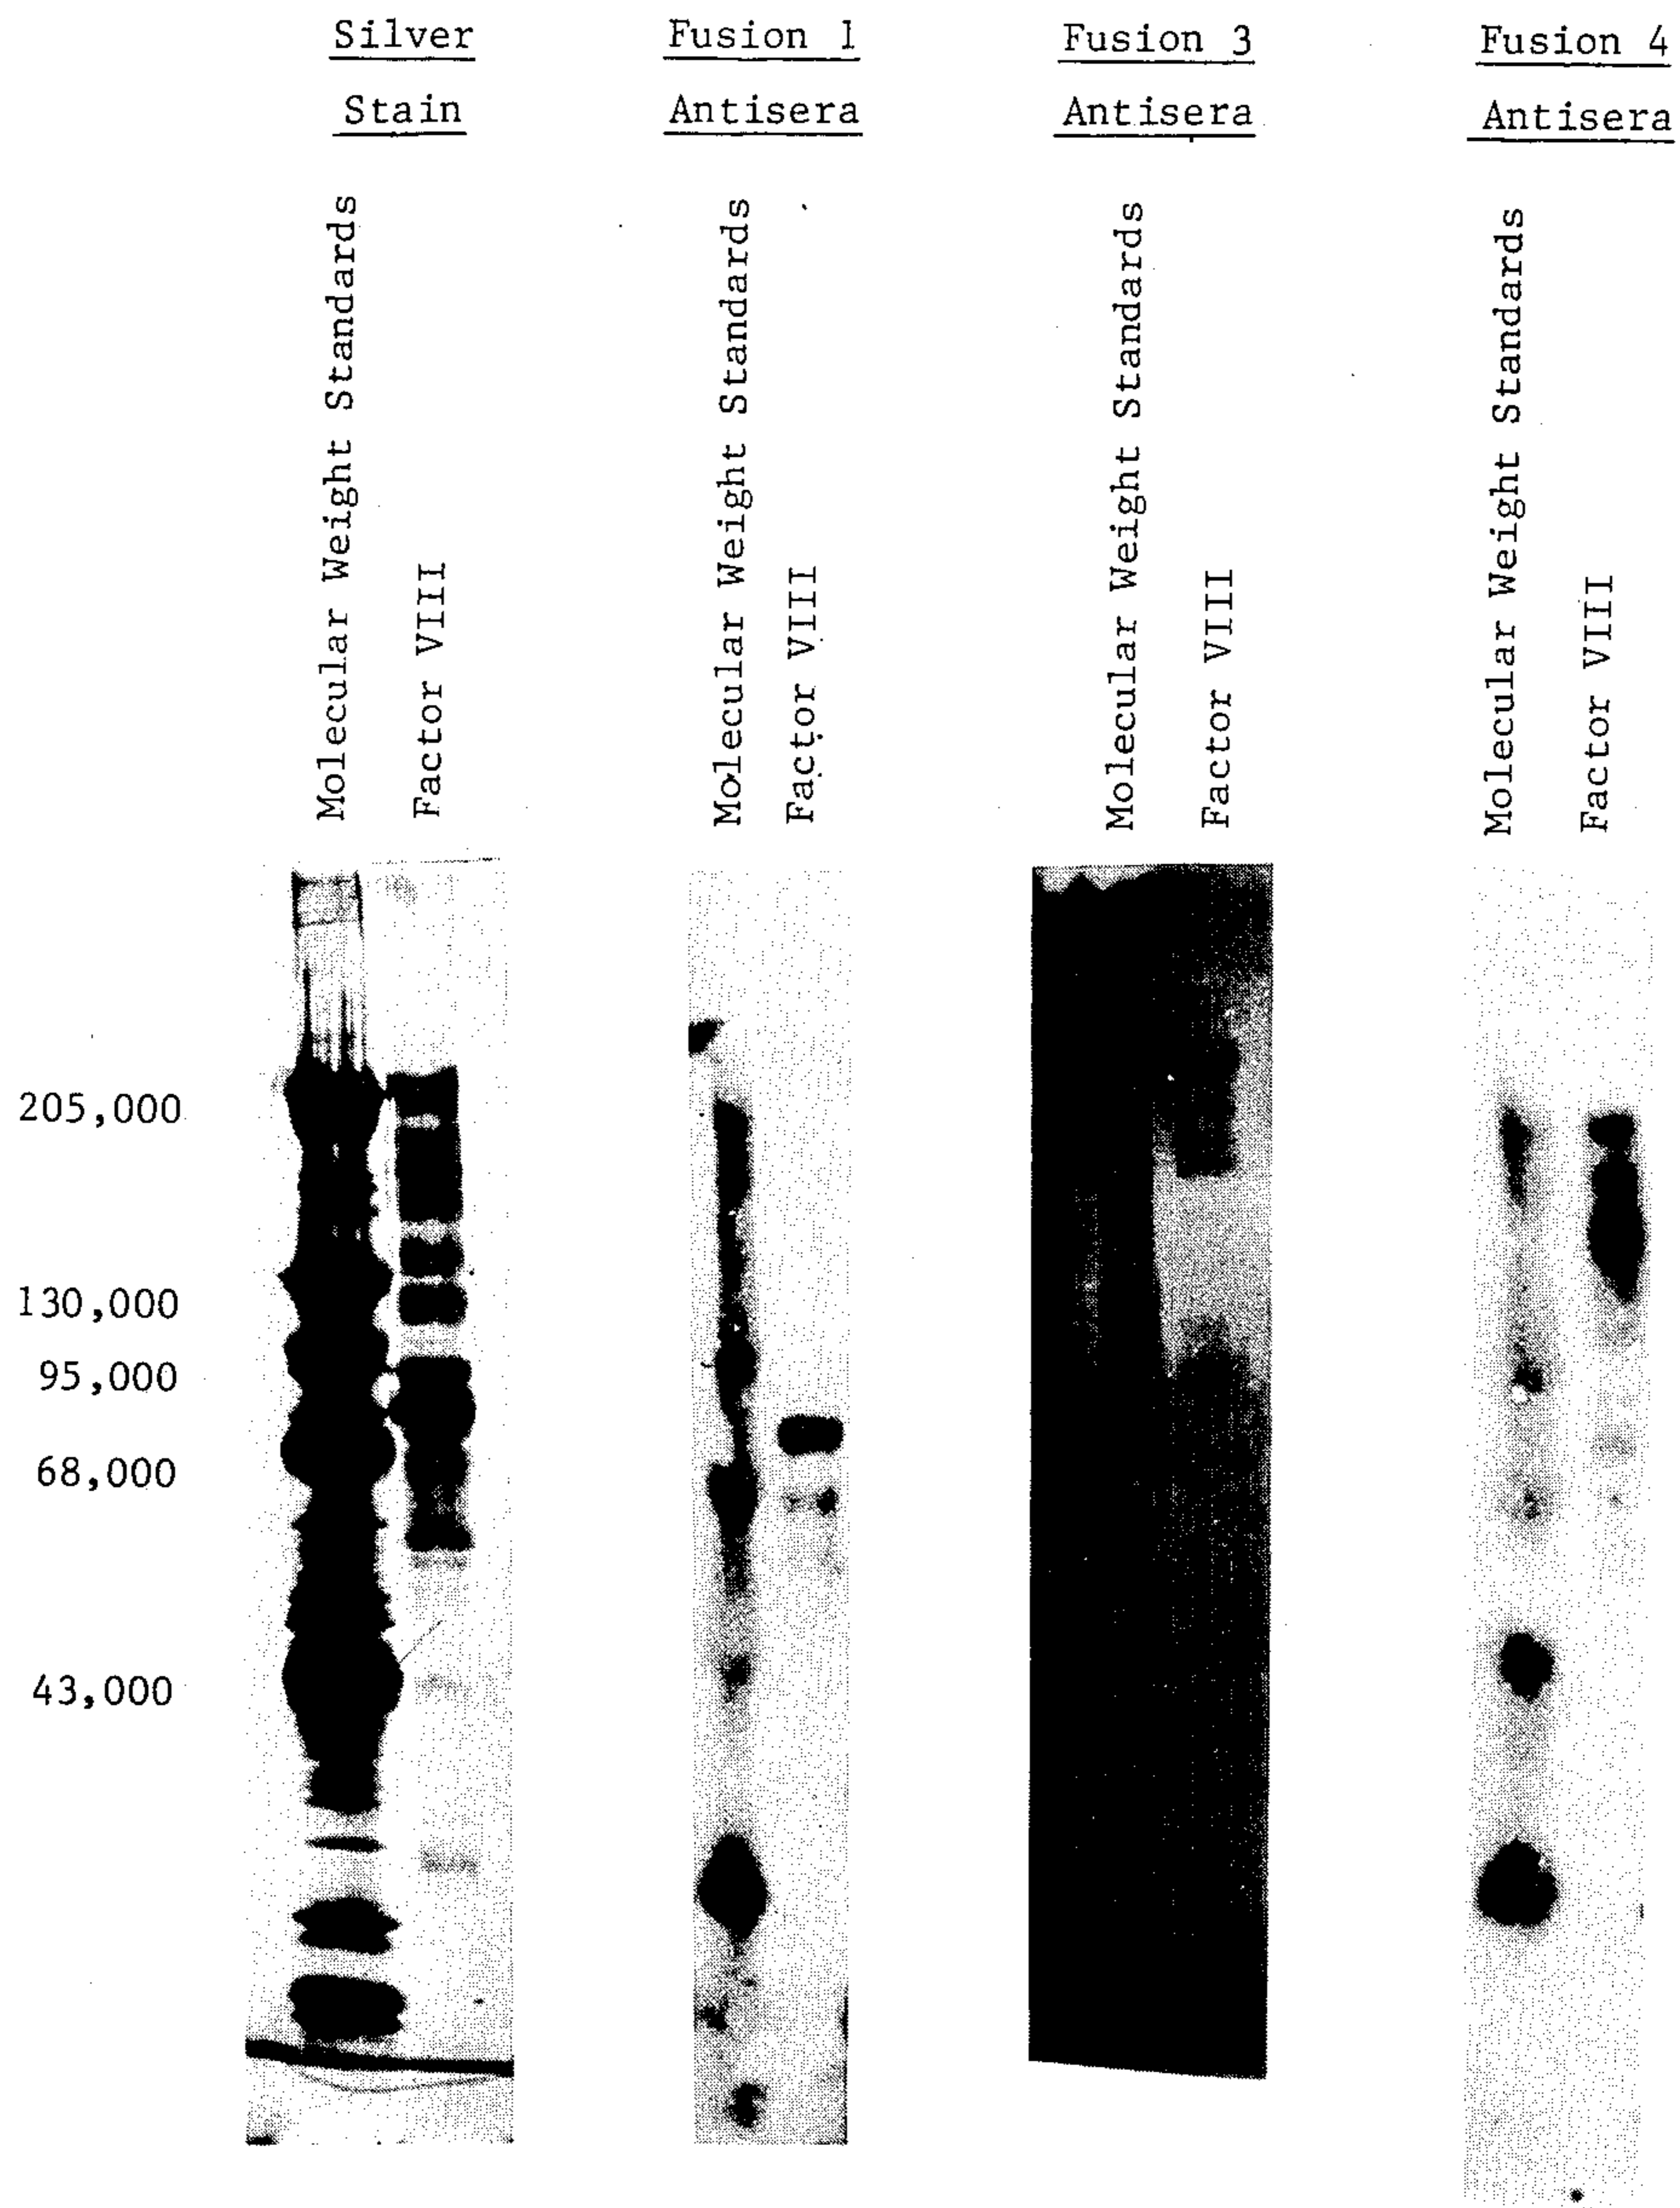 Silver
Stain
Fusion 1
Antisera
Fusion 3
Antisera
Fusion 4
Antisera
Molecular Weight Standards
Factor VIII
Molecular Weight Standards
Factor VIII
Molecular Weight Standards
Factor VIII
Molecular Weight Standards
Factor VIII
205,000
130,000
95,000
68,000
43,000